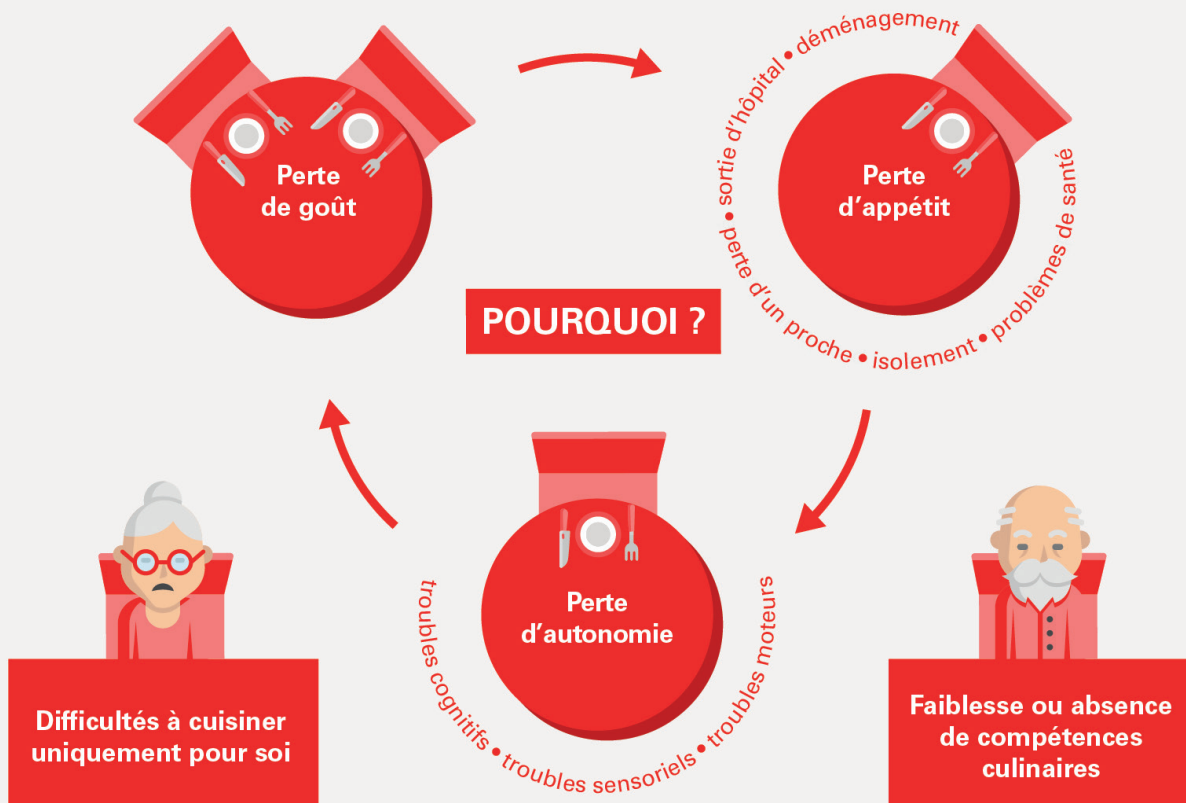 Perte
de goût
perte d'un proche • sortie d'hôpital • déménagement
Perte
d'appétit
isolement • problèmes de santé
POURQUOI ?
Perte
d'autonomie
troubles cognitifs • troubles sensoriels • troubles moteurs
Difficultés à cuisiner
uniquement pour soi
Faiblesse ou absence
de compétences
culinaires